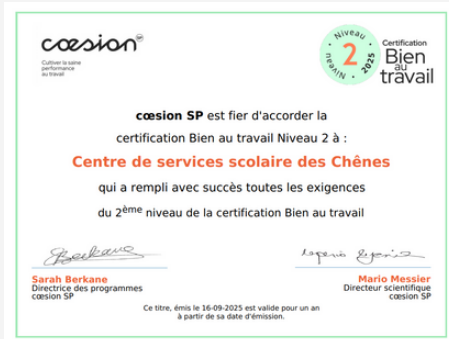 cœsion SP
Cultiver la saine
performance
au travail
Niveau
2
2025
Niveau
Certification
Bien
au
travail
cœsion SP est fier d'accorder la
certification Bien au travail Niveau 2 à :
Centre de services scolaire des Chênes
qui a rempli avec succès toutes les exigences
du 2ème niveau de la certification Bien au travail
Sarah Berkane
Directrice des programmes
cœsion SP
Mario Messier
Directeur scientifique
cœsion SP
Ce titre, émis le 16-09-2025 est valide pour un an
à partir de sa date d'émission.